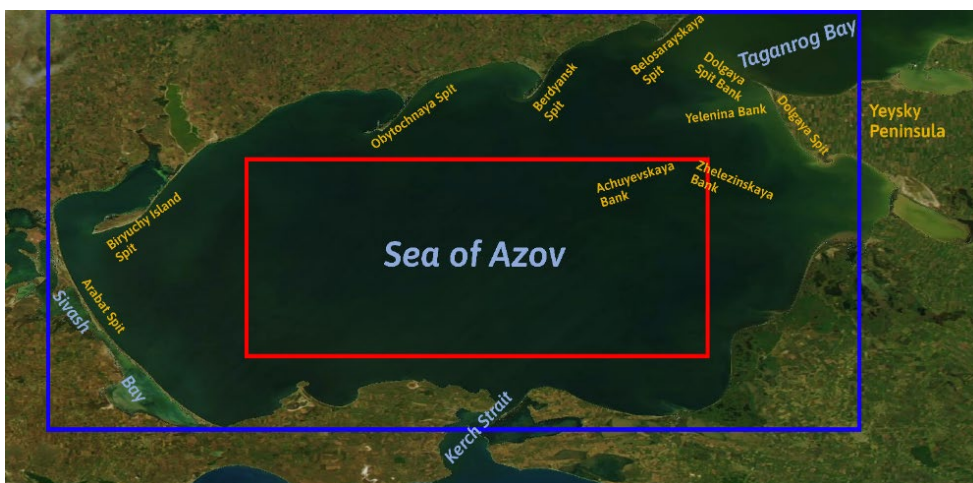 Taganrog Bay
Belosarayskaya
Spit
Dolgaya
Spit Bank
Berdyansk
Spit
Obytochnaya Spit
Yelenina Bank
Dolgaya Spit
Yeysky
Peninsula
Achuyevskaya
Bank
Zhelezinskaya
Bank
Biryuchy Island
Spit
Sea of Azov
Arabat Spit
Sivash
Bay
Kerch Strait